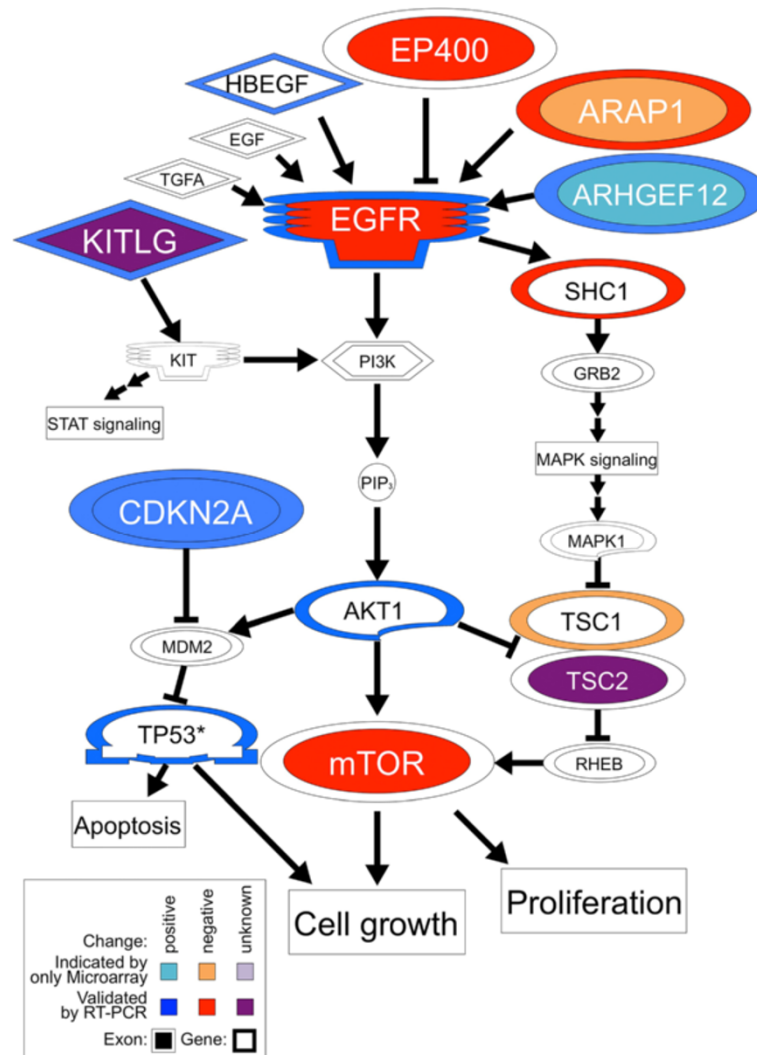 EP400
HBEGF
ARAP1
EGF
TGFA
ARHGEF12
EGFR
KITLG
SHC1
KIT
PI3K
GRB2
STAT signaling
MAPK signaling
PIP3
CDKN2A
MAPK1
AKT1
TSC1
MDM2
TSC2
TP53*
mTOR
RHEB
Apoptosis
Cell growth
Proliferation
Change:
positive
negative
unknown
Indicated by
only Microarray
Validated
by RT-PCR
Exon:
Gene: